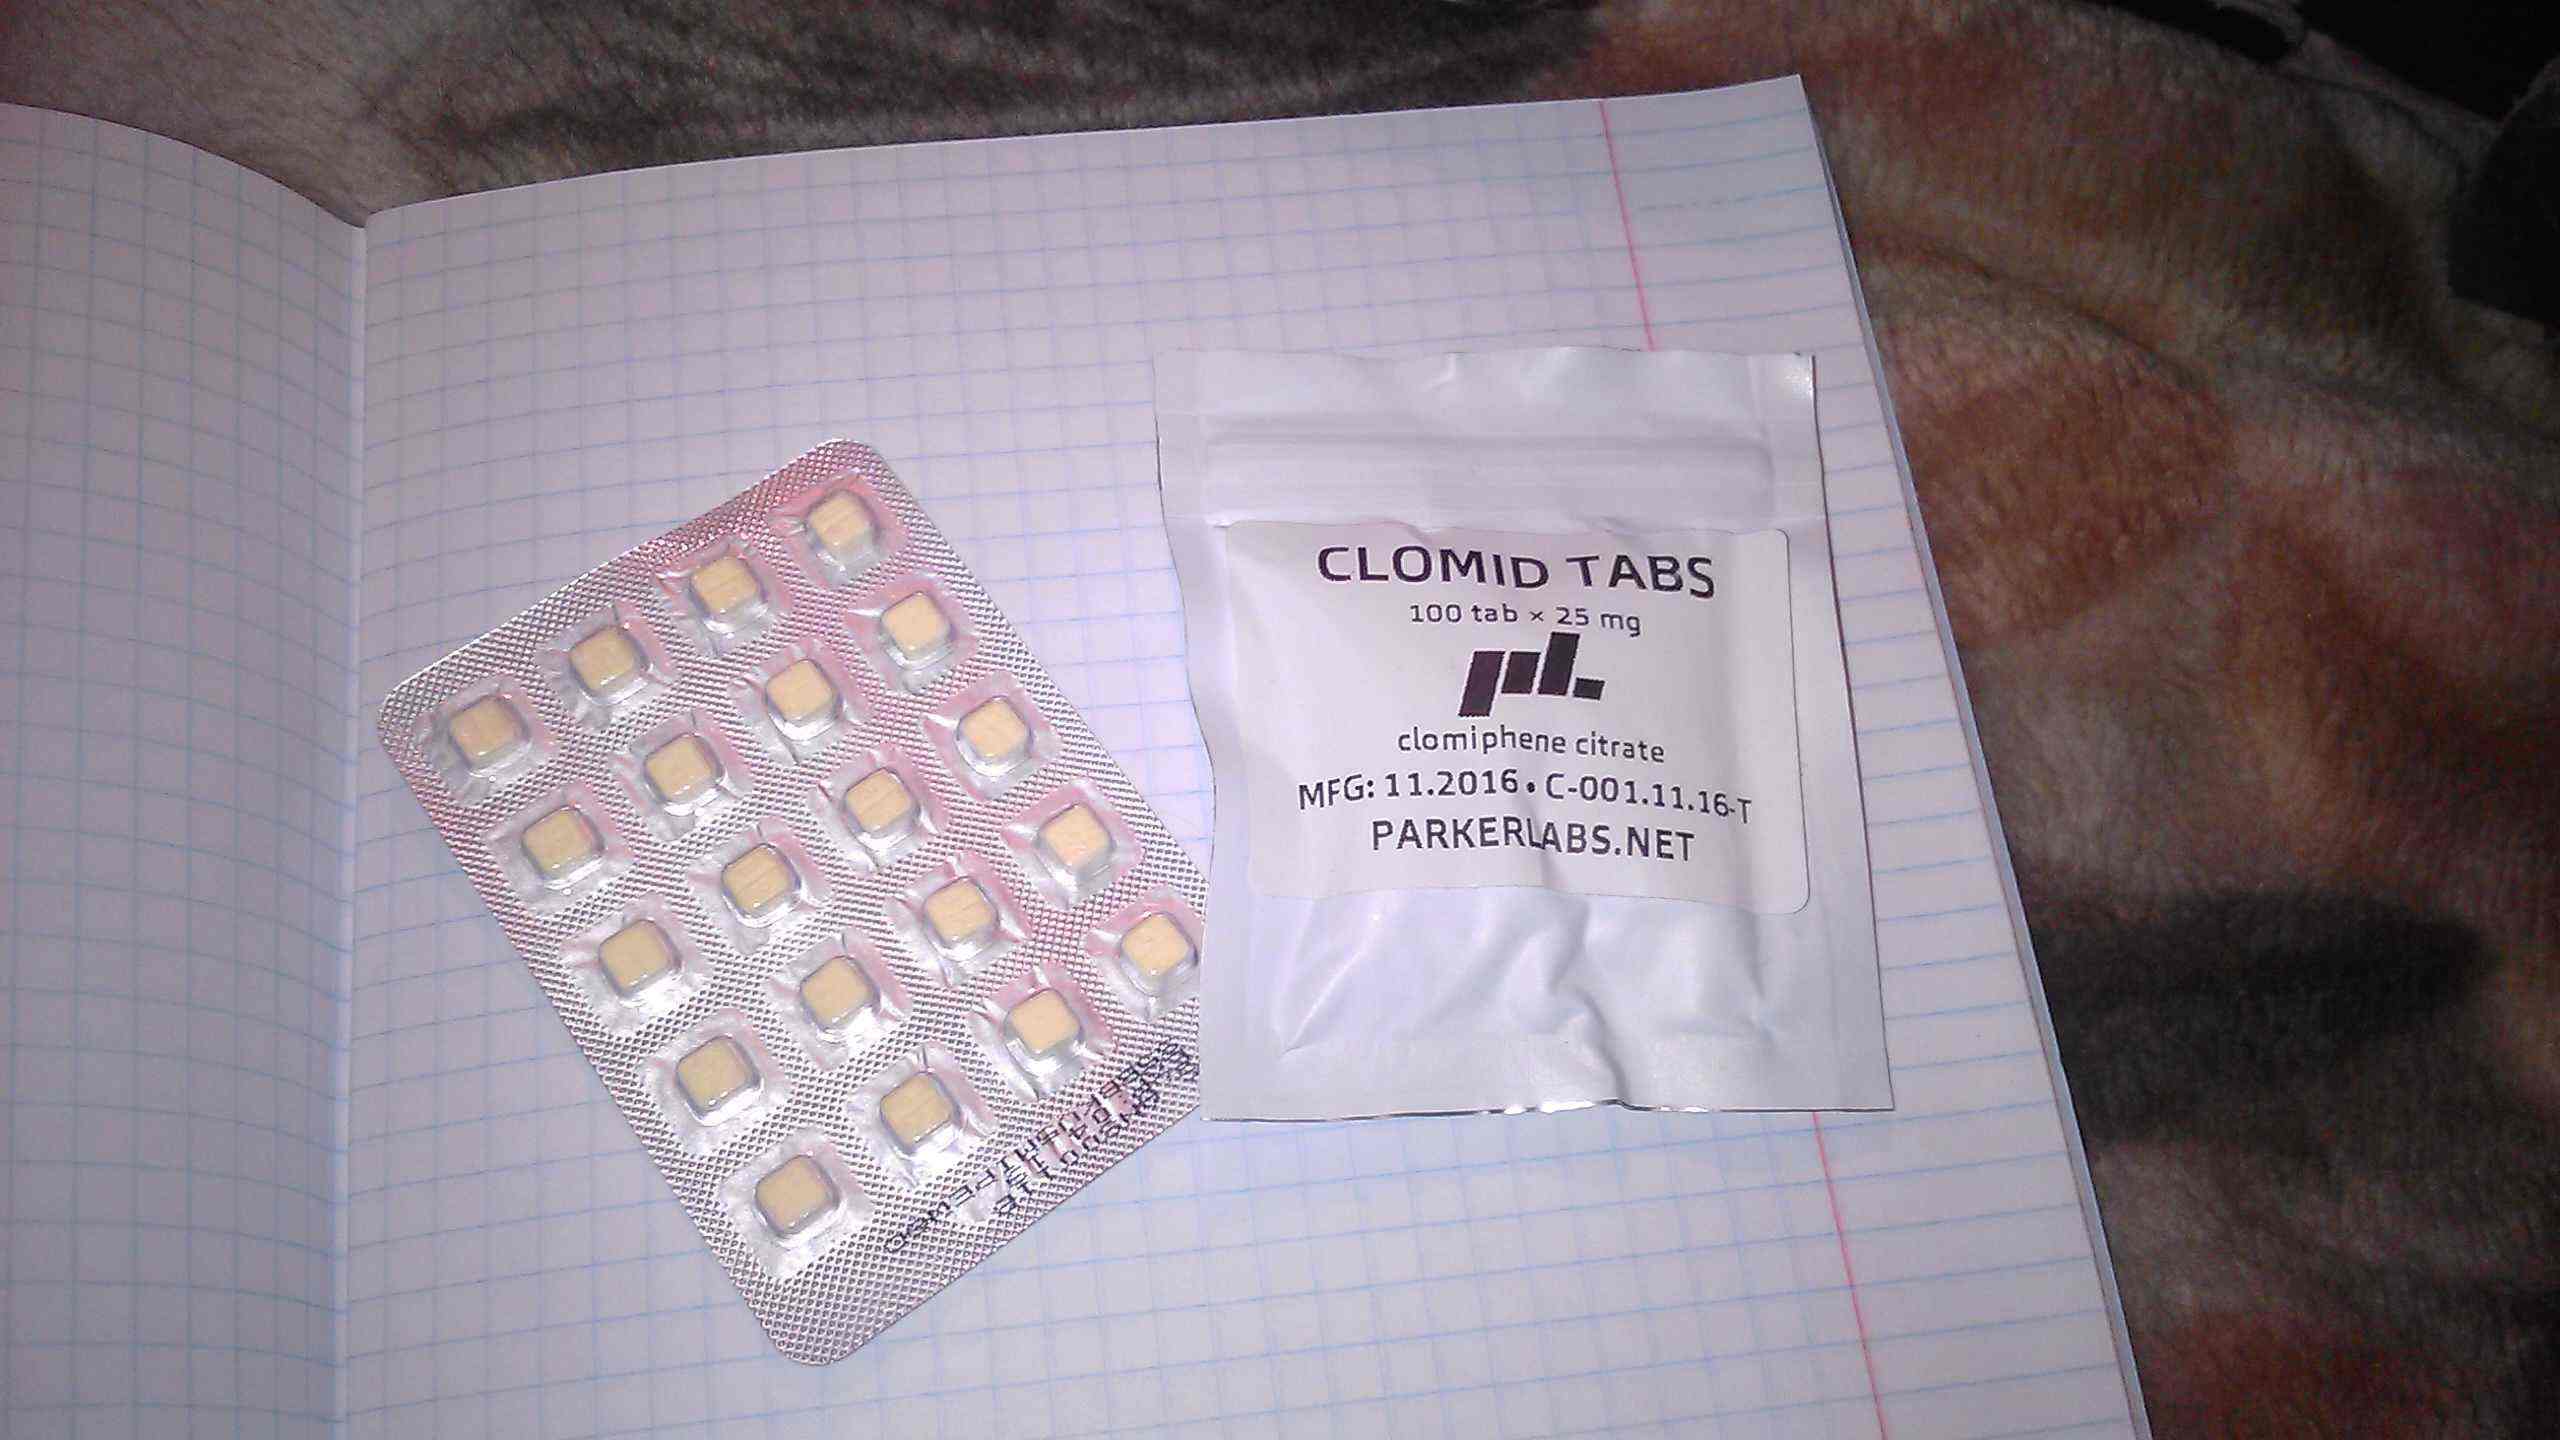 CLOMID TABS
100 tab × 25 mg
pL
clomiphene citrate
MFG: 11.2016 • C-001.11.16-T
PARKERLABS.NET